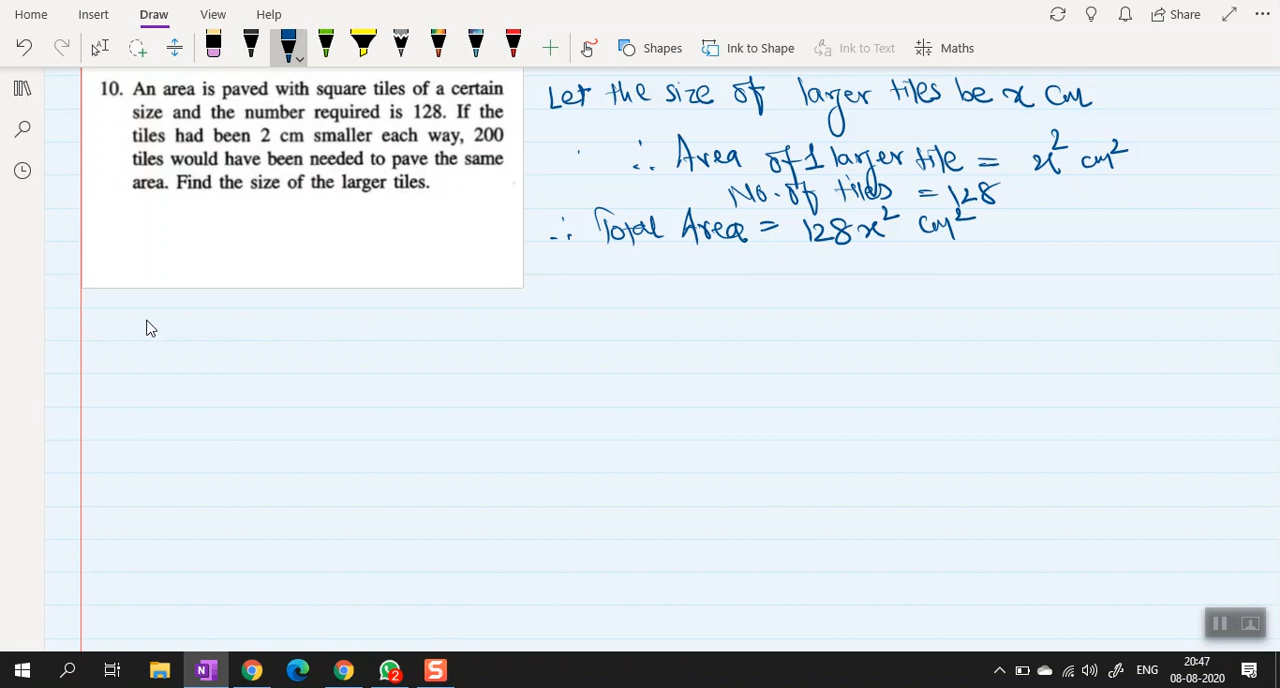 Home Insert Draw View Help
Share
Shapes Ink to Shape Ink to Text Maths
10. An area is paved with square tiles of a certain
size and the number required is 128. If the
tiles had been 2 cm smaller each way, 200
tiles would have been needed to pave the same
area. Find the size of the larger tiles.
Let the size of larger tiles be x cm
∴ Area of 1 larger tile = x² cm²
No. of tiles = 128
∴ Total Area = 128x² cm²
2
ENG
20:47
08-08-2020